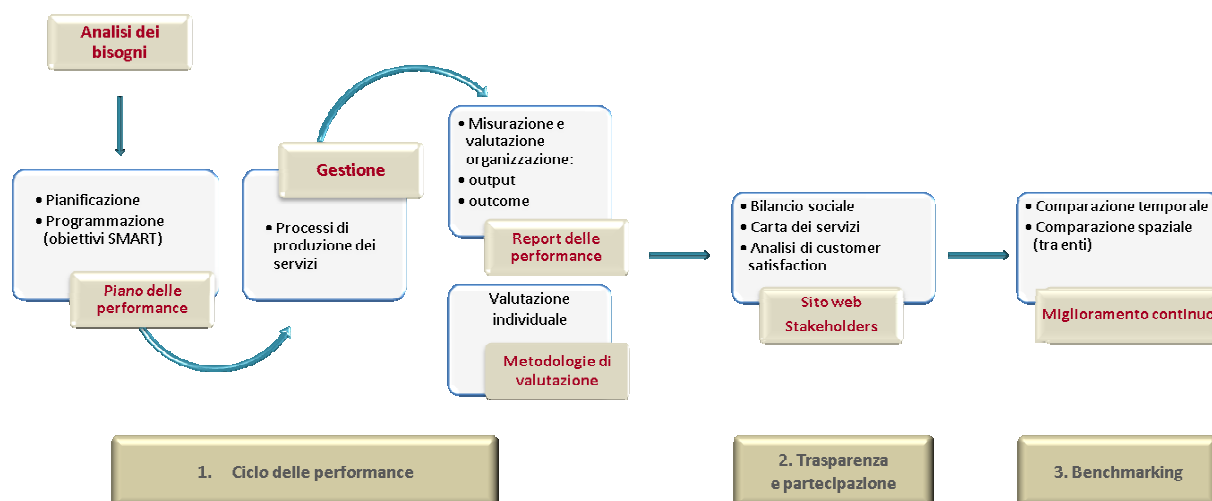 Analisi dei
bisogni
• Pianificazione
• Programmazione
(obiettivi SMART)
Piano delle
performance
Gestione
• Processi di
produzione dei
servizi
• Misurazione e
valutazione
organizzazione:
• output
• outcome
Report delle
performance
Valutazione
individuale
Metodologie di
valutazione
• Bilancio sociale
• Carta dei servizi
• Analisi di customer
satisfaction
Sito web
Stakeholders
• Comparazione temporale
• Comparazione spaziale
(tra enti)
Miglioramento continuo
1. Ciclo delle performance
2. Trasparenza
e partecipazione
3. Benchmarking